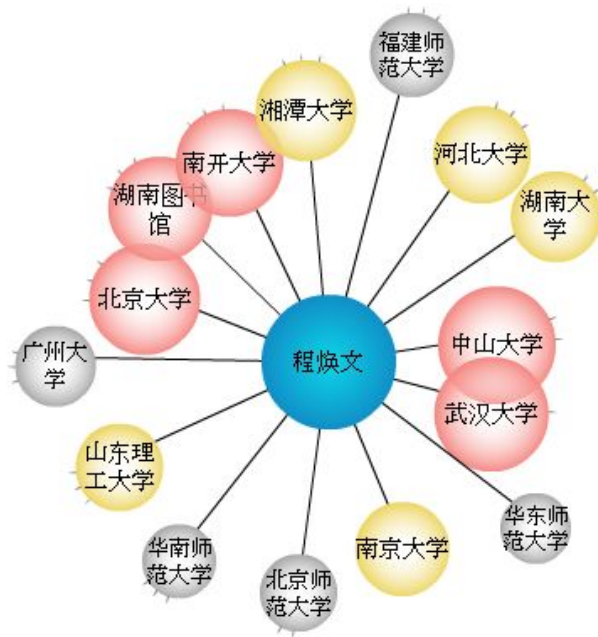 福建师
范大学
湘潭大学
河北大学
南开大学
湖南图书
馆
湖南大
学
北京大学
中山大学
广州大
学
程焕文
武汉大学
山东理
工大学
华东师
范大学
华南师
范大学
南京大学
北京师
范大学